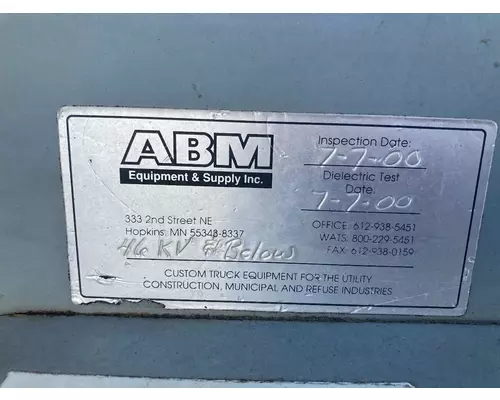 ABM
Equipment & Supply Inc.
333 2nd Street NE
Hopkins, MN 55343-8337
46 KV & Below
Inspection Date:
7-7-00
Dielectric Test
Date:
7-7-00
OFFICE: 612-938-5451
WATS: 800-229-5451
FAX: 612-938-0159
CUSTOM TRUCK EQUIPMENT FOR THE UTILITY
CONSTRUCTION, MUNICIPAL AND REFUSE INDUSTRIES